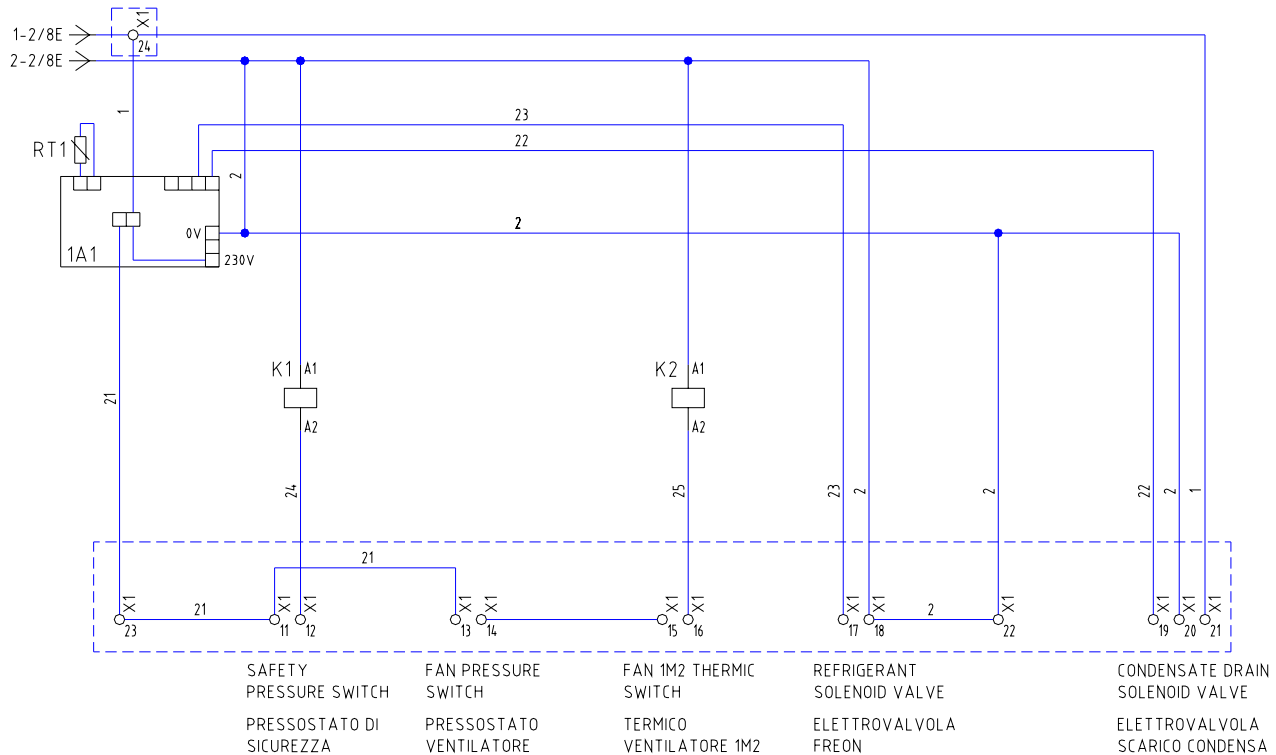 X1
1-2/8E
24
2-2/8E
1
23
22
RT1
2
2
0V
1A1
230V
K1 A1
K2 A1
21
A2
A2
24
25
23
2
2
22
2
1
21
X1
21
X1
X1
X1
X1
X1
X1
X1
X1
2
X1
X1
X1
X1
23
11
12
13
14
15
16
17
18
22
19
20
21
SAFETY
PRESSURE SWITCH
PRESSOSTATO DI
SICUREZZA
FAN PRESSURE
SWITCH
PRESSOSTATO
VENTILATORE
FAN 1M2 THERMIC
SWITCH
TERMICO
VENTILATORE 1M2
REFRIGERANT
SOLENOID VALVE
ELETTROVALVOLA
FREON
CONDENSATE DRAIN
SOLENOID VALVE
ELETTROVALVOLA
SCARICO CONDENSA